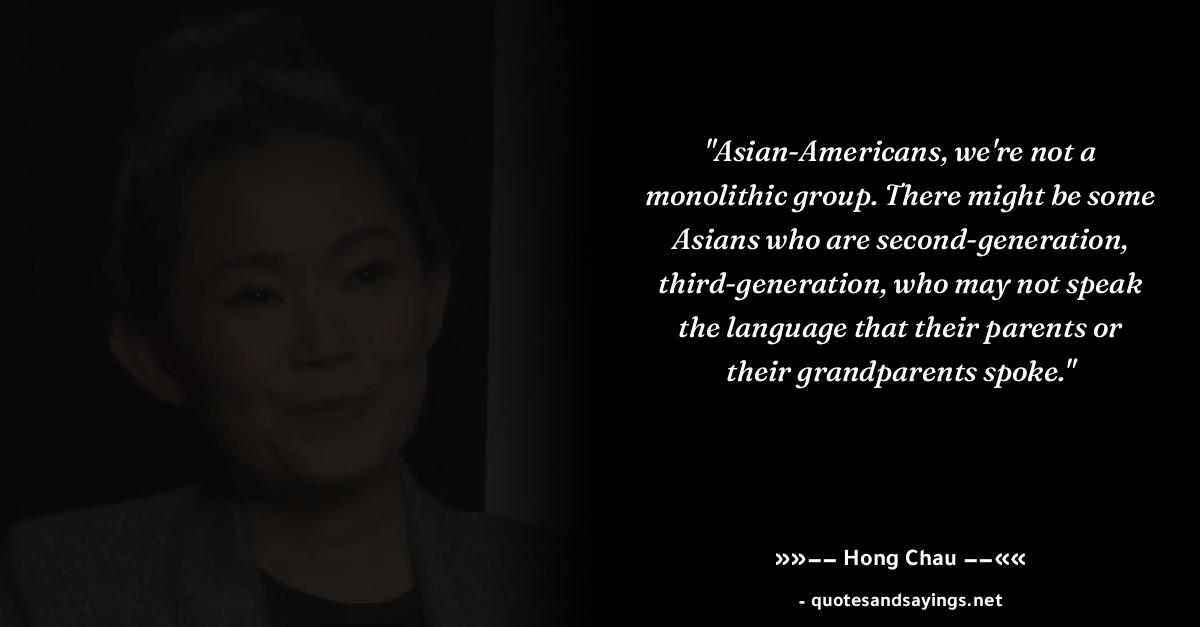 "Asian-Americans, we're not a
monolithic group. There might be some
Asians who are second-generation,
third-generation, who may not speak
the language that their parents or
their grandparents spoke."
»»−− Hong Chau −−««
- quotesandsayings.net